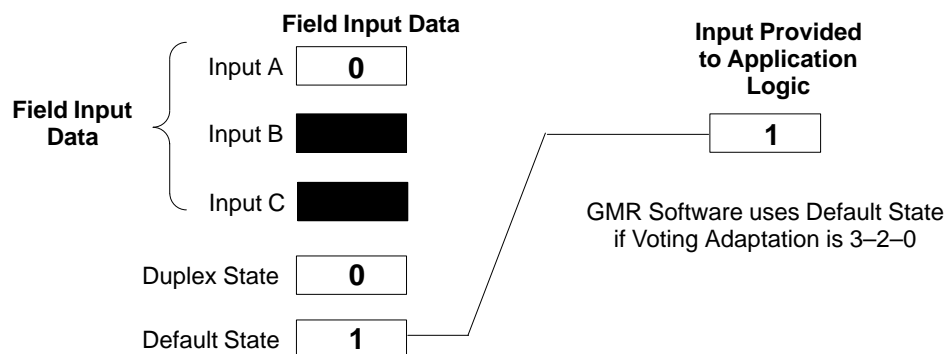 Field Input Data
Input A 0
Field Input
Data
Input B
Input C
Duplex State 0
Default State 1
Input Provided
to Application
Logic
1
GMR Software uses Default State
if Voting Adaptation is 3–2–0